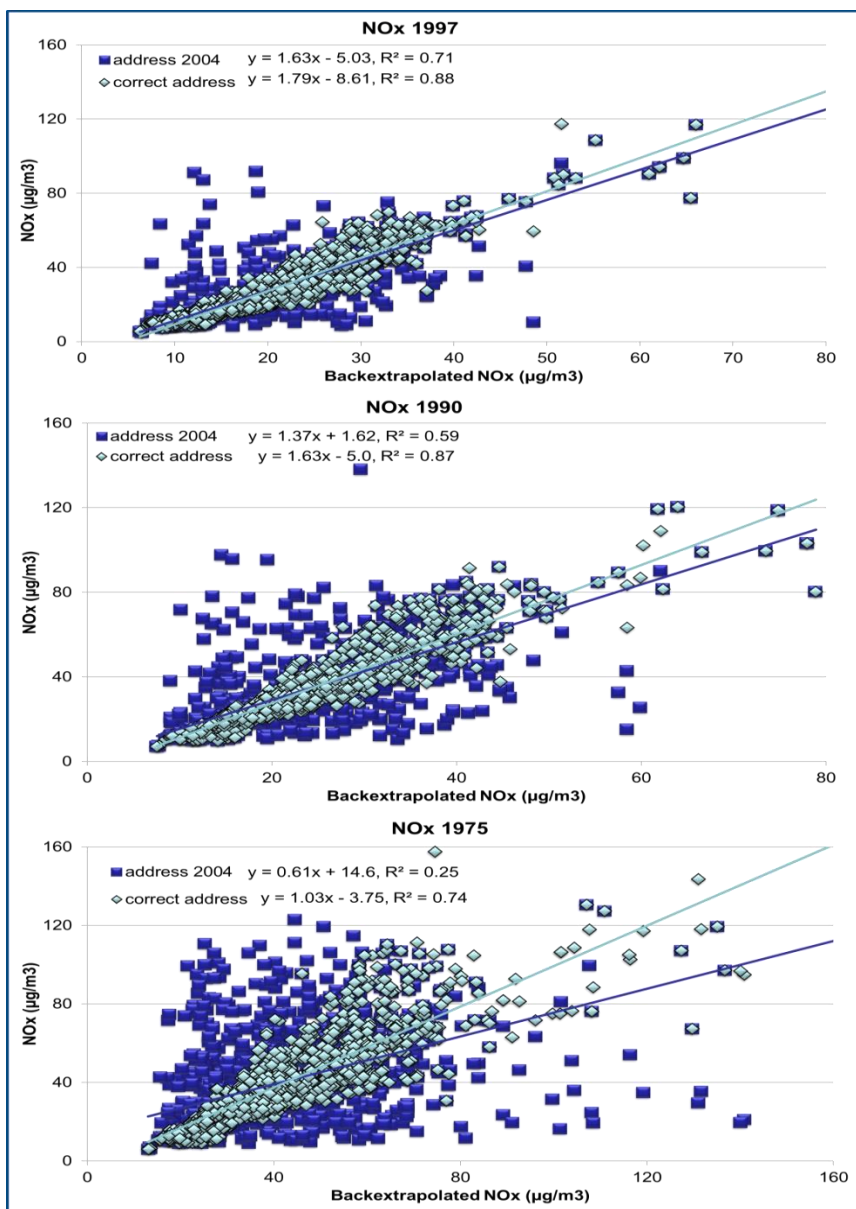 NOx 1997
160
address 2004 y = 1.63x - 5.03, R² = 0.71
correct address y = 1.79x - 8.61, R² = 0.88
120
80
40
0
NOx (µg/m3)
0 10 20 30 40 50 60 70 80
Backextrapolated NOx (µg/m3)
NOx 1990
160
address 2004 y = 1.37x + 1.62, R² = 0.59
correct address y = 1.63x - 5.0, R² = 0.87
120
80
40
0
NOx (µg/m3)
0 20 40 60 80
Backextrapolated NOx (µg/m3)
NOx 1975
160
address 2004 y = 0.61x + 14.6, R² = 0.25
correct address y = 1.03x - 3.75, R² = 0.74
120
80
40
0
NOx (µg/m3)
0 40 80 120 160
Backextrapolated NOx (µg/m3)